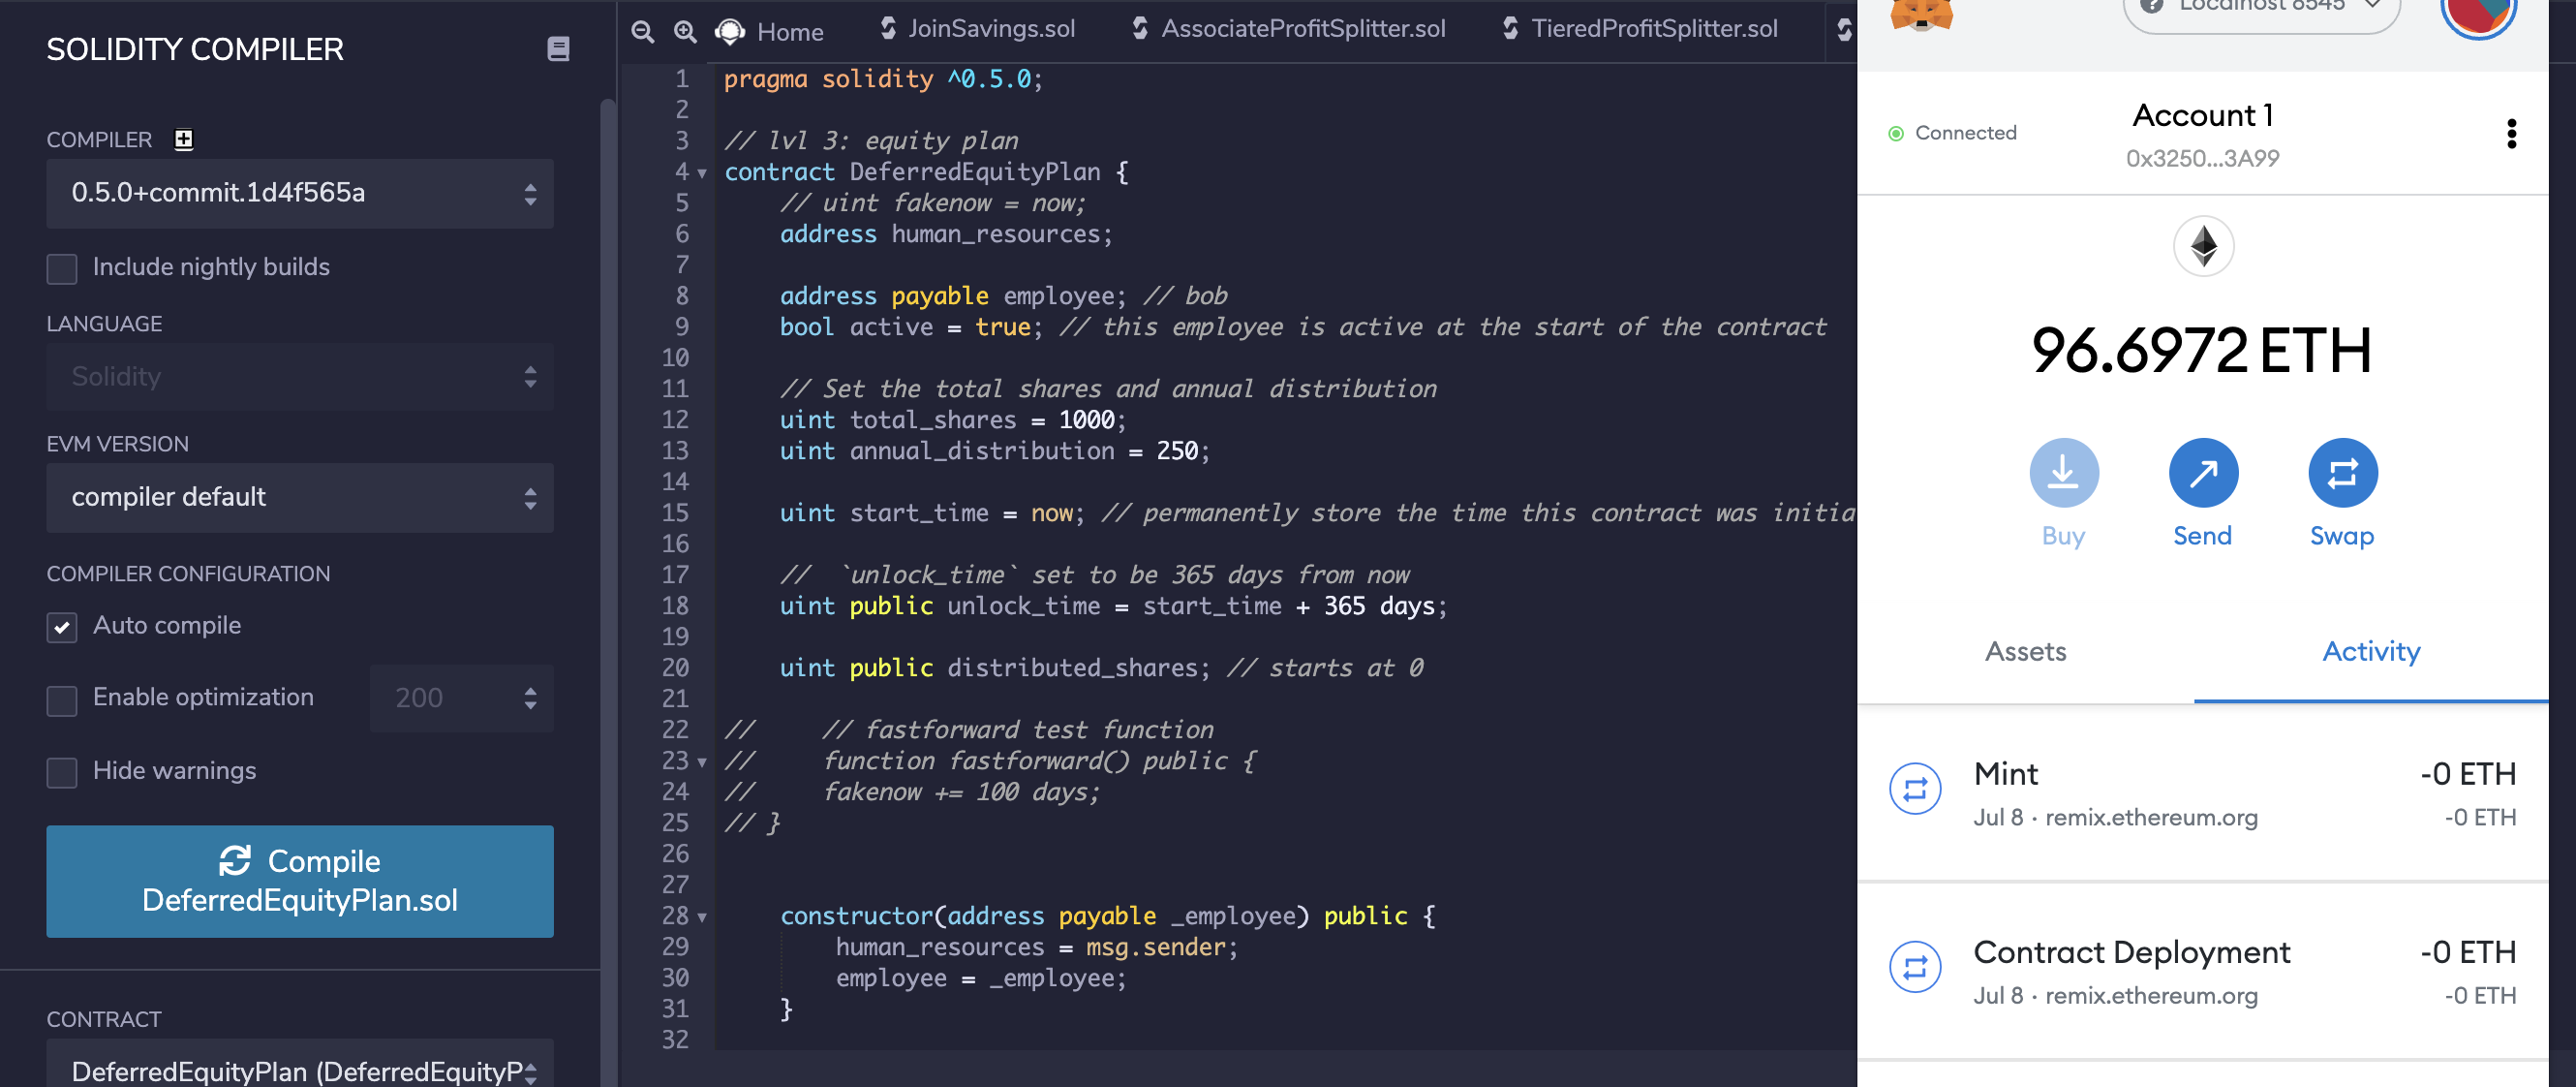 SOLIDITY COMPILER
COMPILER
0.5.0+commit.1d4f565a
Include nightly builds
LANGUAGE
Solidity
EVM VERSION
compiler default
COMPILER CONFIGURATION
Auto compile
Enable optimization
200
Hide warnings
Compile
DeferredEquityPlan.sol
CONTRACT
DeferredEquityPlan (DeferredEquityP
Home
JoinSavings.sol
AssociateProfitSplitter.sol
TieredProfitSplitter.sol
1 pragma solidity ^0.5.0;
2
3 // lvl 3: equity plan
4 contract DeferredEquityPlan {
5 // uint fakenow = now;
6 address human_resources;
7
8 address payable employee; // bob
9 bool active = true; // this employee is active at the start of the contract
10
11 // Set the total shares and annual distribution
12 uint total_shares = 1000;
13 uint annual_distribution = 250;
14
15 uint start_time = now; // permanently store the time this contract was initia
16
17 // `unlock_time` set to be 365 days from now
18 uint public unlock_time = start_time + 365 days;
19
20 uint public distributed_shares; // starts at 0
21
22 // // fastforward test function
23 // function fastforward() public {
24 // fakenow += 100 days;
25 // }
26
27
28 constructor(address payable _employee) public {
29 human_resources = msg.sender;
30 employee = _employee;
31 }
32
Localhost 8545
Connected
Account 1
0x3250...3A99
96.6972 ETH
Buy
Send
Swap
Assets
Activity
Mint
-0 ETH
Jul 8 · remix.ethereum.org
-0 ETH
Contract Deployment
-0 ETH
Jul 8 · remix.ethereum.org
-0 ETH